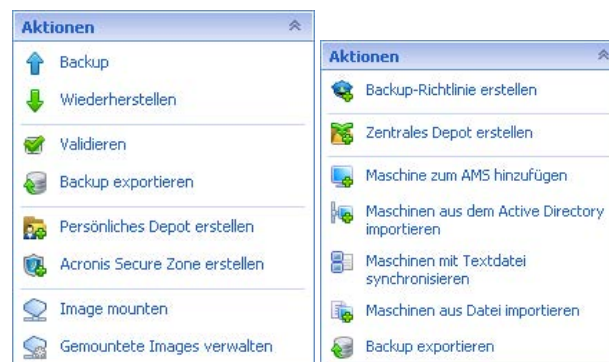 Aktionen
Backup
Wiederherstellen
Validieren
Backup exportieren
Persönliches Depot erstellen
Acronis Secure Zone erstellen
Image mounten
Gemountete Images verwalten
Aktionen
Backup-Richtlinie erstellen
Zentrales Depot erstellen
Maschine zum AMS hinzufügen
Maschinen aus dem Active Directory
importieren
Maschinen mit Textdatei
synchronisieren
Maschinen aus Datei importieren
Backup exportieren